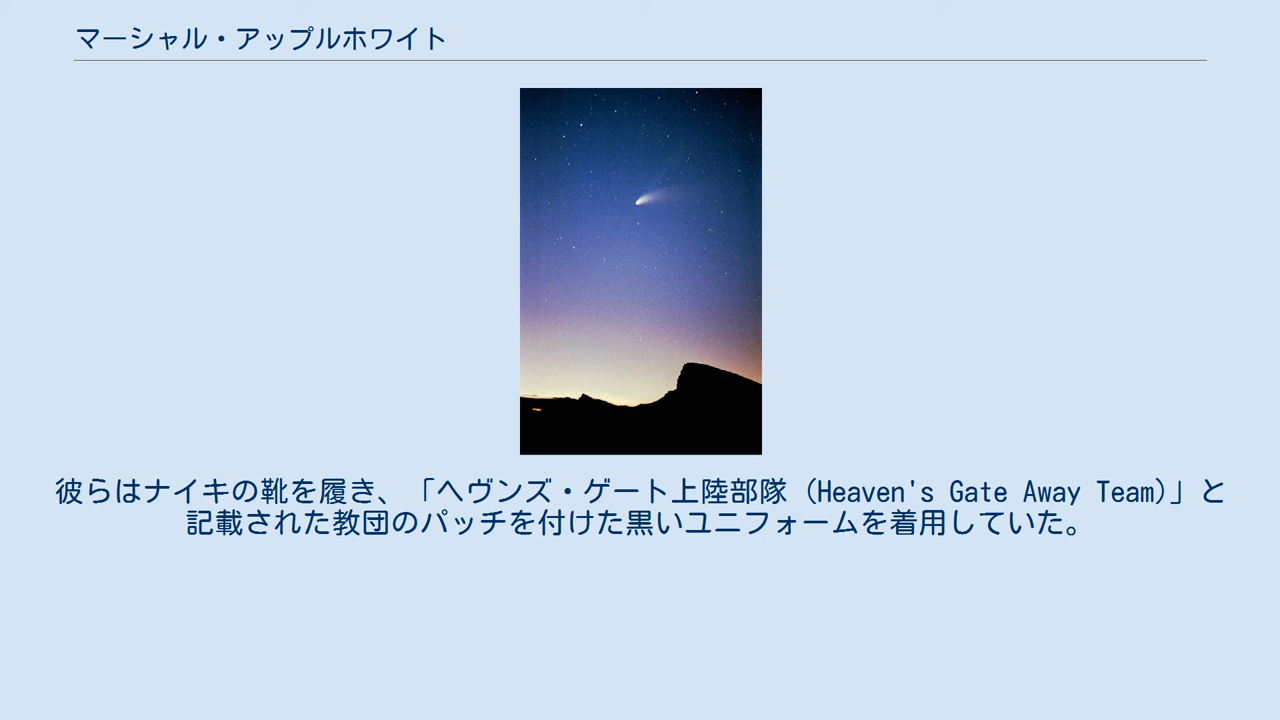 マーシャル・アップルホワイト
彼らはナイキの靴を履き、「ヘヴンズ・ゲート上陸部隊（Heaven's Gate Away Team)」と
記載された教団のパッチを付けた黒いユニフォームを着用していた。